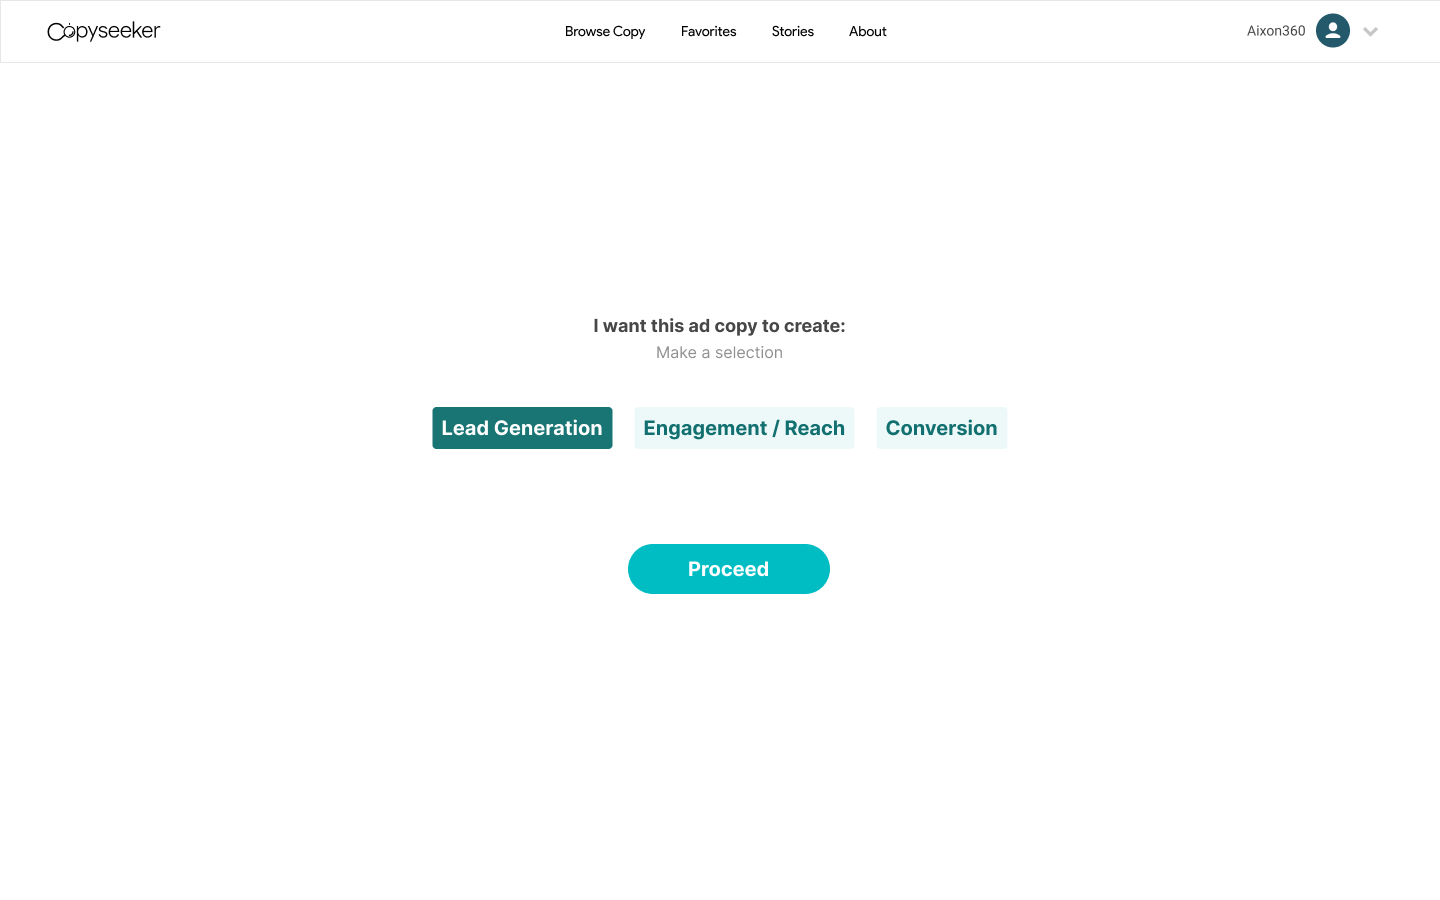 Copyseeker
Browse Copy Favorites Stories About
Aixon360
I want this ad copy to create:
Make a selection
Lead Generation Engagement / Reach Conversion
Proceed